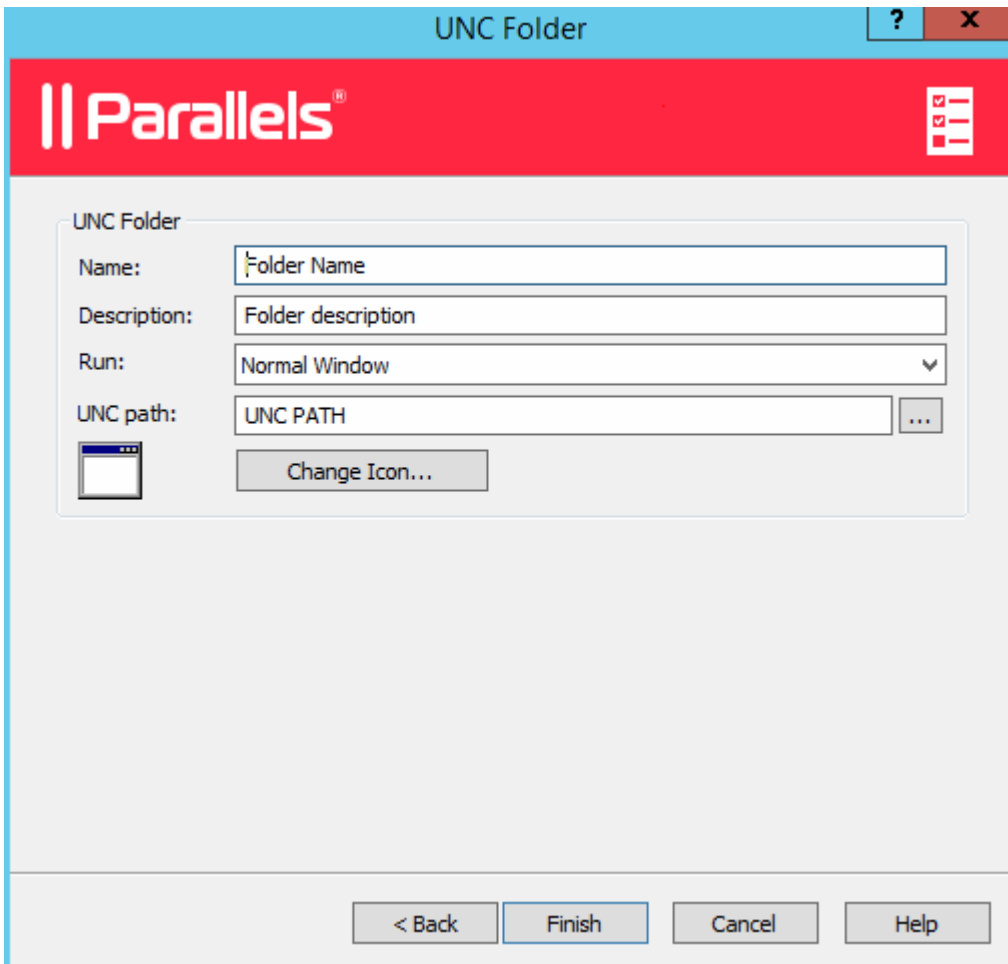 UNC Folder
? x
|| Parallels®
UNC Folder
Name: Folder Name
Description: Folder description
Run: Normal Window
UNC path: UNC PATH ...
Change Icon...
< Back Finish Cancel Help